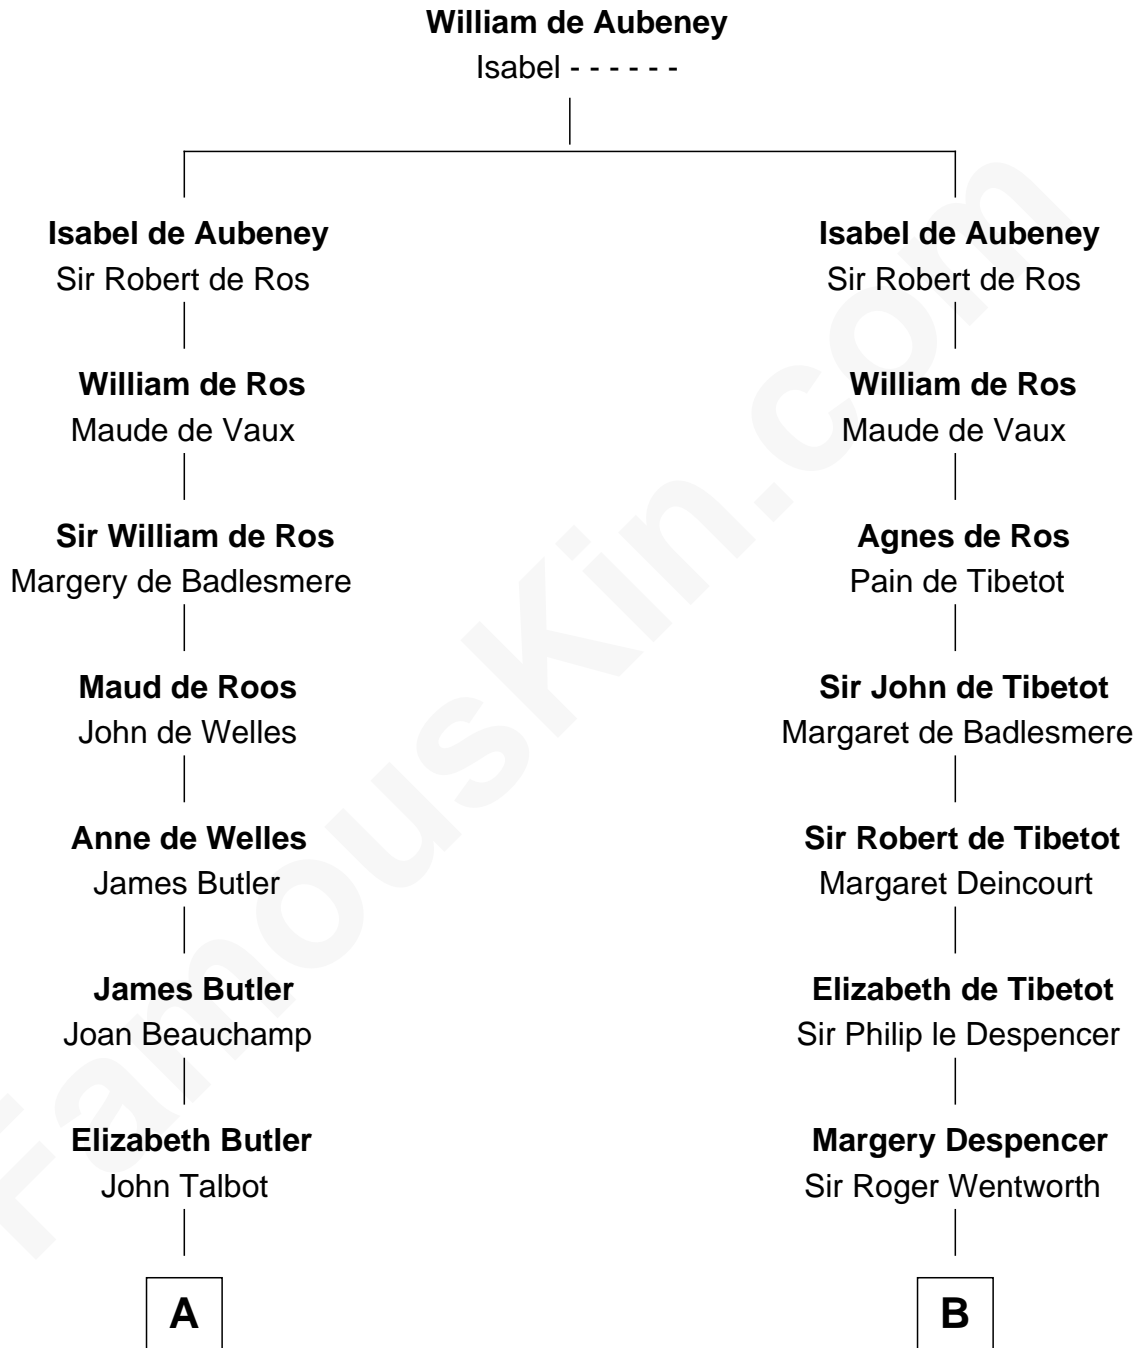 William de Aubeney
Isabel - - - - - -
Isabel de Aubeney
Sir Robert de Ros
William de Ros
Maude de Vaux
Sir William de Ros
Margery de Badlesmere
Maud de Roos
John de Welles
Anne de Welles
James Butler
James Butler
Joan Beauchamp
Elizabeth Butler
John Talbot
A
Isabel de Aubeney
Sir Robert de Ros
William de Ros
Maude de Vaux
Agnes de Ros
Pain de Tibetot
Sir John de Tibetot
Margaret de Badlesmere
Sir Robert de Tibetot
Margaret Deincourt
Elizabeth de Tibetot
Sir Philip le Despencer
Margery Despencer
Sir Roger Wentworth
B
FamousKin.com